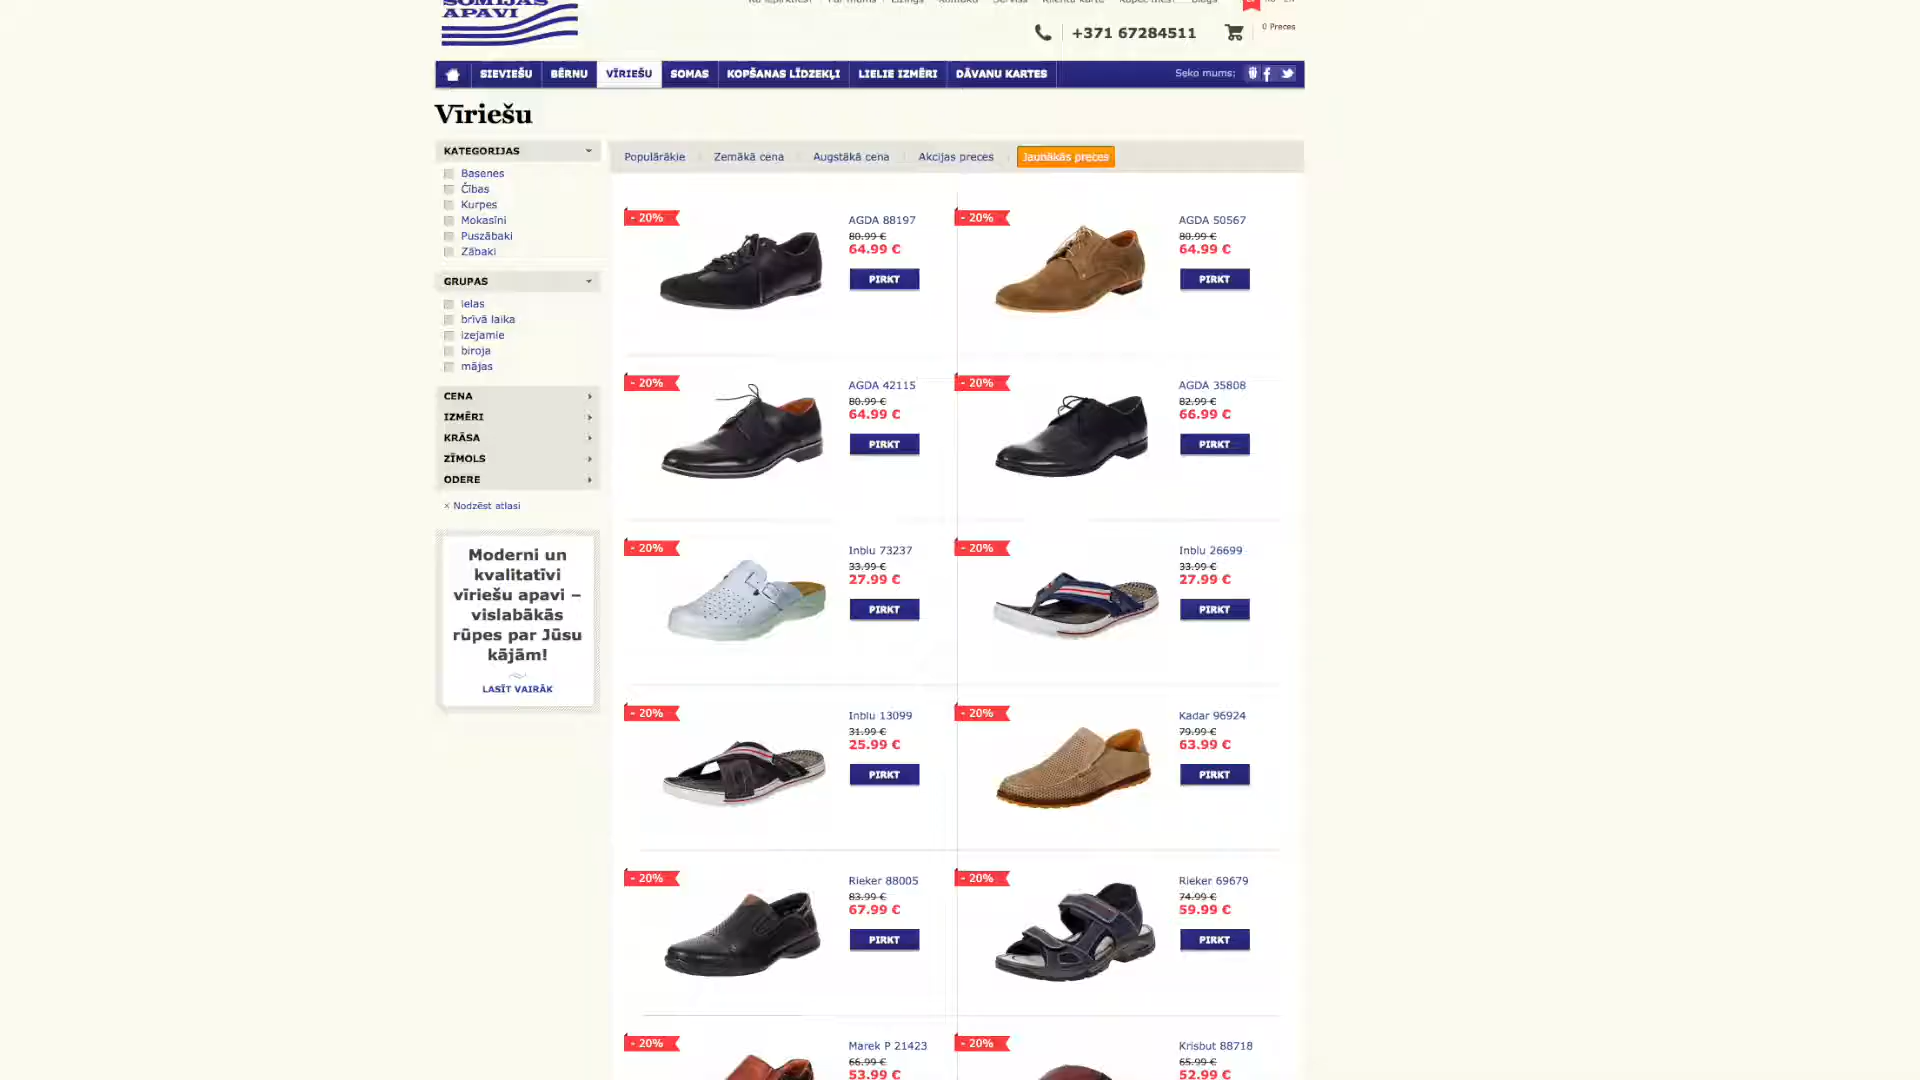 SOMIJAS
APAVI
+371 67284511
0 Preces
SIEVIEŠU BĒRNU VĪRIEŠU SOMAS KOPŠANAS LĪDZEKĻI LIELIE IZMĒRI DĀVANU KARTES
Seko mums:
Vīriešu
KATEGORIJAS
Basenes
Čības
Kurpes
Mokasīni
Puszābaki
Zābaki
GRUPAS
ielas
brīvā laika
izejamie
biroja
mājas
CENA
IZMĒRI
KRĀSA
ZĪMOLS
ODERE
× Nodzēst atlasi
Moderni un
kvalitatīvi
vīriešu apavi –
vislabākās
rūpes par Jūsu
kājām!
LASĪT VAIRĀK
Populārākie Zemākā cena Augstākā cena Akcijas preces Jaunākās preces
- 20%
AGDA 88197
80.99 €
64.99 €
PIRKT
- 20%
AGDA 50567
80.99 €
64.99 €
PIRKT
- 20%
AGDA 42115
80.99 €
64.99 €
PIRKT
- 20%
AGDA 35808
82.99 €
66.99 €
PIRKT
- 20%
Inblu 73237
33.99 €
27.99 €
PIRKT
- 20%
Inblu 26699
33.99 €
27.99 €
PIRKT
- 20%
Inblu 13099
31.99 €
25.99 €
PIRKT
- 20%
Kadar 96924
79.99 €
63.99 €
PIRKT
- 20%
Rieker 88005
83.99 €
67.99 €
PIRKT
- 20%
Rieker 69679
74.99 €
59.99 €
PIRKT
- 20%
Marek P 21423
66.99 €
53.99 €
- 20%
Krisbut 88718
65.99 €
52.99 €